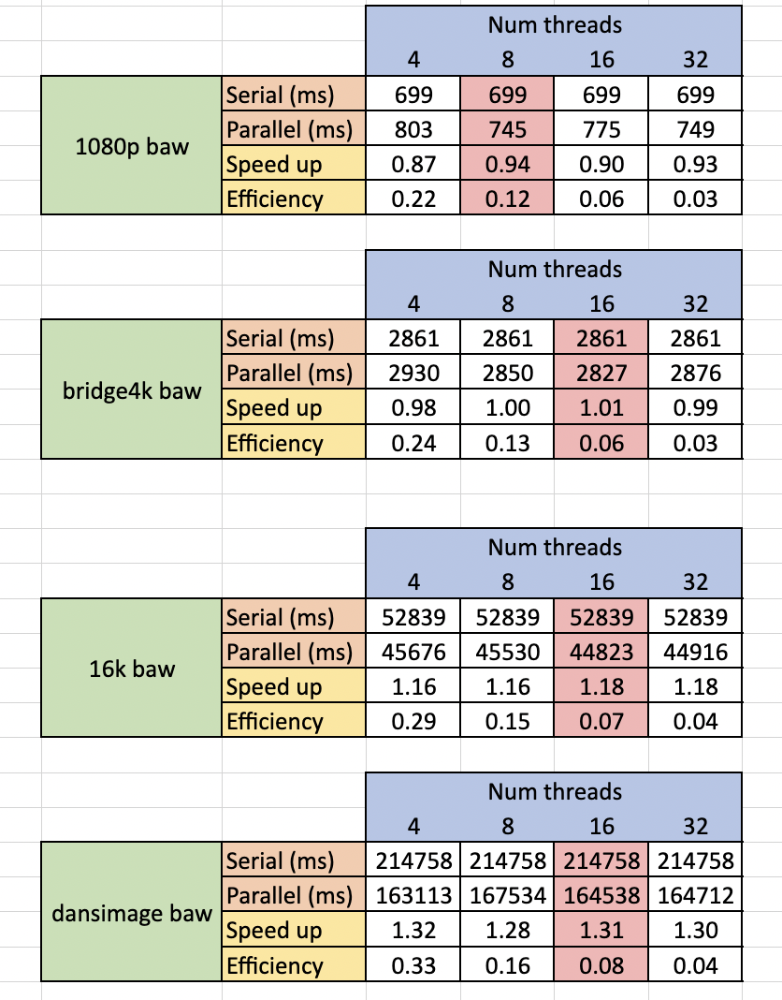 Num threads
4 8 16 32
1080p baw
Serial (ms) 699 699 699 699
Parallel (ms) 803 745 775 749
Speed up 0.87 0.94 0.90 0.93
Efficiency 0.22 0.12 0.06 0.03
Num threads
4 8 16 32
bridge4k baw
Serial (ms) 2861 2861 2861 2861
Parallel (ms) 2930 2850 2827 2876
Speed up 0.98 1.00 1.01 0.99
Efficiency 0.24 0.13 0.06 0.03
Num threads
4 8 16 32
16k baw
Serial (ms) 52839 52839 52839 52839
Parallel (ms) 45676 45530 44823 44916
Speed up 1.16 1.16 1.18 1.18
Efficiency 0.29 0.15 0.07 0.04
Num threads
4 8 16 32
dansimage baw
Serial (ms) 214758 214758 214758 214758
Parallel (ms) 163113 167534 164538 164712
Speed up 1.32 1.28 1.31 1.30
Efficiency 0.33 0.16 0.08 0.04